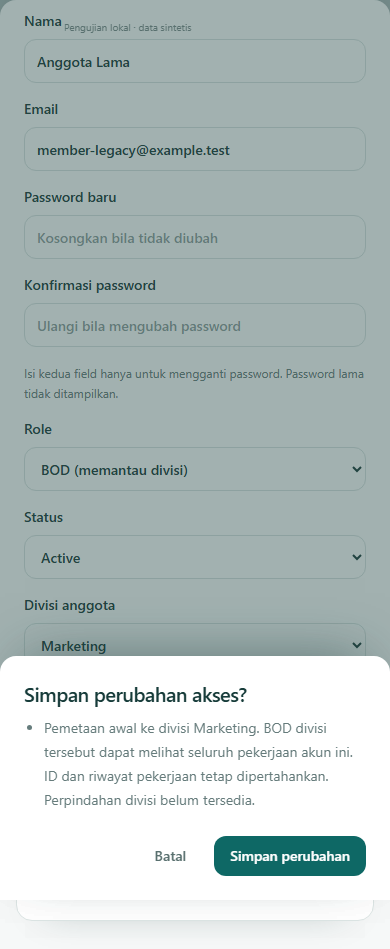 Nama Pengujian lokal · data sintetis
Anggota Lama
Email
member-legacy@example.test
Password baru
Kosongkan bila tidak diubah
Konfirmasi password
Ulangi bila mengubah password
Isi kedua field hanya untuk mengganti password. Password lama
tidak ditampilkan.
Role
BOD (memantau divisi)
Status
Active
Divisi anggota
Marketing
Simpan perubahan akses?
• Pemetaan awal ke divisi Marketing. BOD divisi
tersebut dapat melihat seluruh pekerjaan akun ini.
ID dan riwayat pekerjaan tetap dipertahankan.
Perpindahan divisi belum tersedia.
Batal
Simpan perubahan